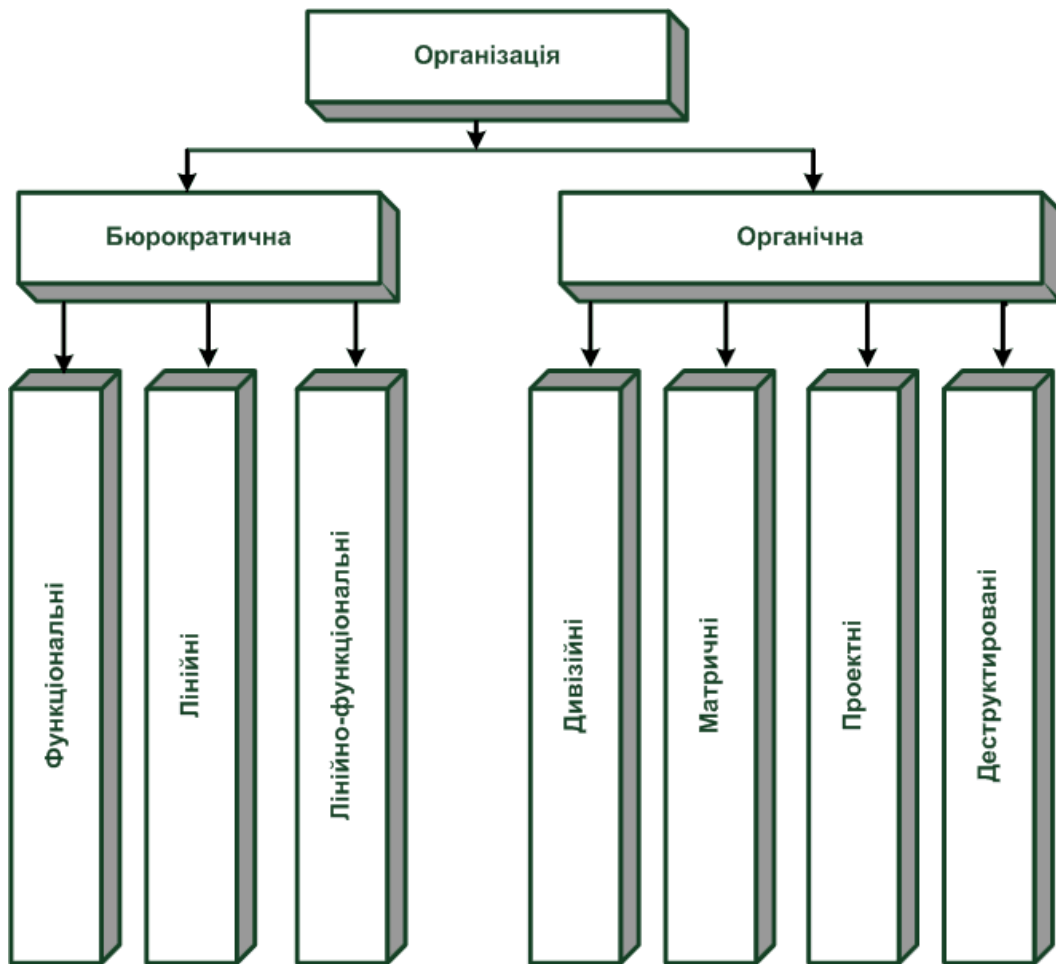 Організація
Бюрократична
Органічна
Функціональні
Лінійні
Лінійно-функціональні
Дивізійні
Матричні
Проектні
Деструктировані